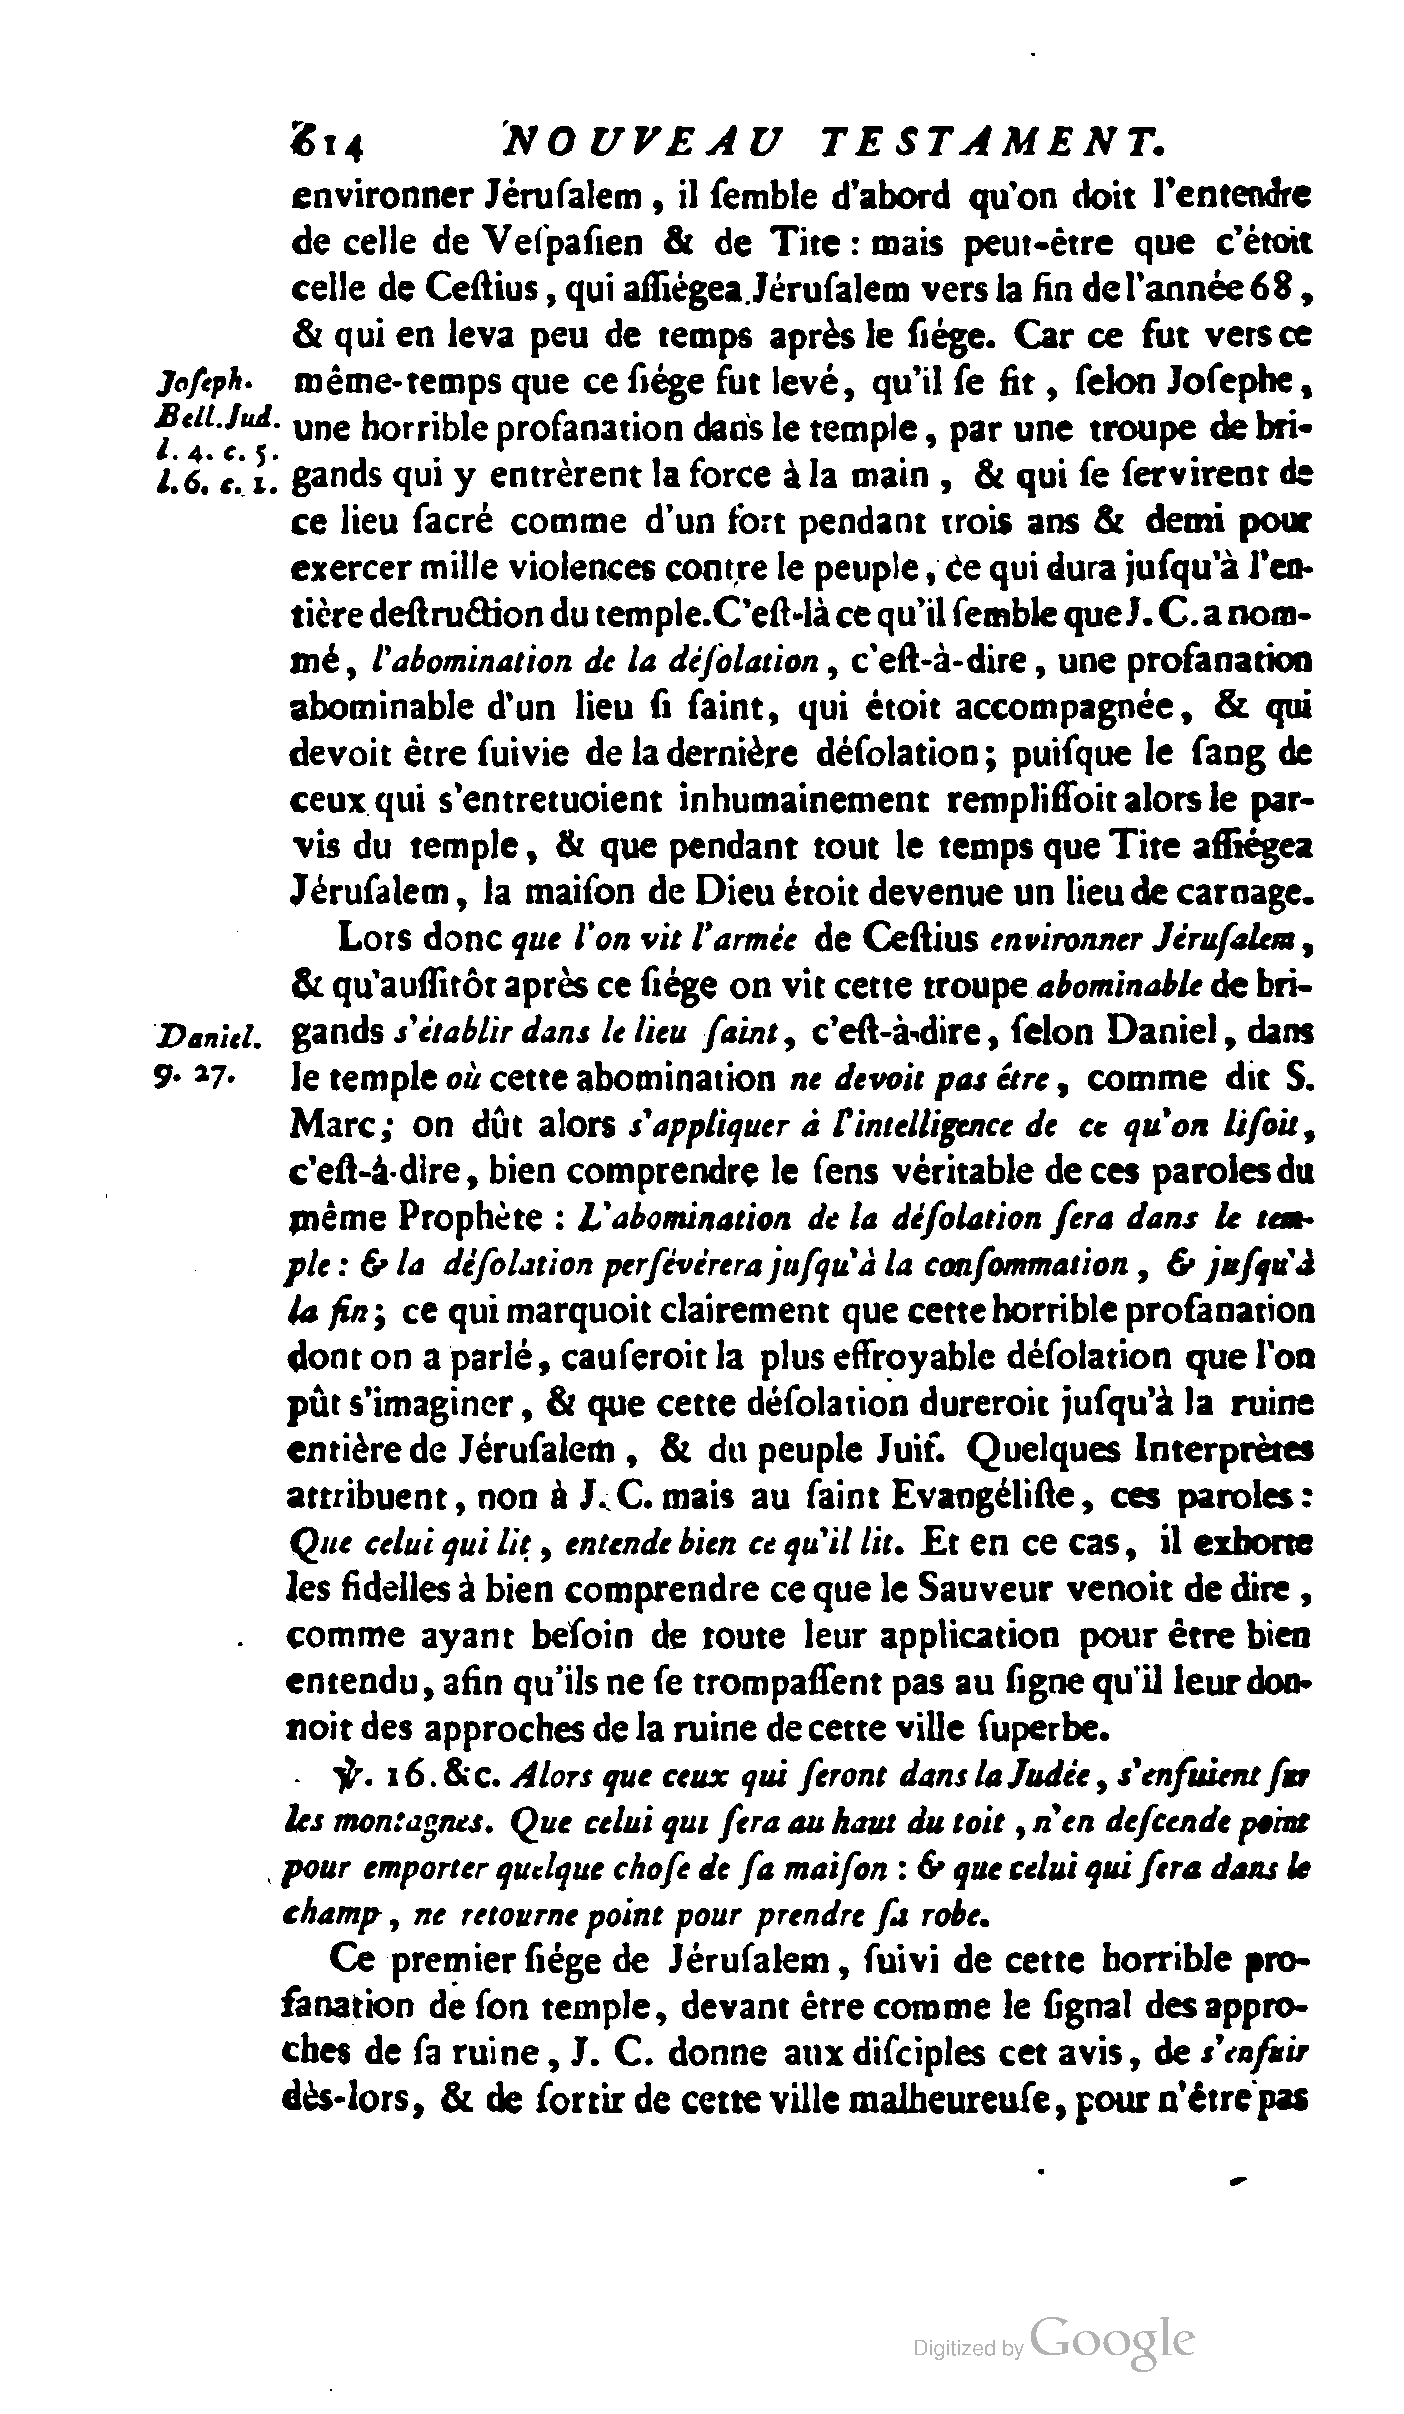 614 NOUVEAU TESTAMENT.
environner Jéruſalem, il ſemble d'abord qu'on doit l'entendre
de celle de Veſpaſien & de Tite : mais peut-être que c'étoit
celle de Ceſtius, qui aſſiégea Jéruſalem vers la fin de l'année 68,
& qui en leva peu de temps après le ſiége. Car ce fut vers ce
Joſeph. même-temps que ce ſiége fut levé, qu'il ſe fit, ſelon Joſephe,
Bell. Jud. une horrible profanation dans le temple, par une troupe de bri-
l. 4. c. 5.
l. 6. c. 1. gands qui y entrèrent la force à la main, & qui ſe ſervirent de
ce lieu ſacré comme d'un fort pendant trois ans & demi pour
exercer mille violences contre le peuple, ce qui dura juſqu'à l'en-
tière deſtruction du temple. C'eſt-là ce qu'il ſemble que J. C. a nom-
mé, l'abomination de la déſolation, c'eſt-à-dire, une profanation
abominable d'un lieu ſi ſaint, qui étoit accompagnée, & qui
devoit être ſuivie de la dernière déſolation; puiſque le ſang de
ceux qui s'entretuoient inhumainement rempliſſoit alors le par-
vis du temple, & que pendant tout le temps que Tite aſſiégea
Jéruſalem, la maiſon de Dieu étoit devenue un lieu de carnage.
Lors donc que l'on vit l'armée de Ceſtius environner Jéruſalem,
& qu'auſſitôt après ce ſiége on vit cette troupe abominable de bri-
Daniel. gands s'établir dans le lieu ſaint, c'eſt-à-dire, ſelon Daniel, dans
9. 27. le temple où cette abomination ne devoit pas être, comme dit S.
Marc; on dût alors s'appliquer à l'intelligence de ce qu'on liſoit,
c'eſt-à-dire, bien comprendre le ſens véritable de ces paroles du
même Prophète : L'abomination de la déſolation ſera dans le tem-
ple : & la déſolation perſévérera juſqu'à la conſommation, & juſqu'à
la fin; ce qui marquoit clairement que cette horrible profanation
dont on a parlé, cauſeroit la plus effroyable déſolation que l'on
pût s'imaginer, & que cette déſolation dureroit juſqu'à la ruine
entière de Jéruſalem, & du peuple Juif. Quelques Interprètes
attribuent, non à J. C. mais au ſaint Evangéliſte, ces paroles :
Que celui qui lit, entende bien ce qu'il lit. Et en ce cas, il exhorte
les fidelles à bien comprendre ce que le Sauveur venoit de dire,
comme ayant beſoin de toute leur application pour être bien
entendu, afin qu'ils ne ſe trompaſſent pas au ſigne qu'il leur don-
noit des approches de la ruine de cette ville ſuperbe.
℣. 16. &c. Alors que ceux qui ſeront dans la Judée, s'enfuient ſur
les montagnes. Que celui qui ſera au haut du toit, n'en deſcende point
pour emporter quelque choſe de ſa maiſon : & que celui qui ſera dans le
champ, ne retourne point pour prendre ſa robe.
Ce premier ſiége de Jéruſalem, ſuivi de cette horrible pro-
fanation de ſon temple, devant être comme le ſignal des appro-
ches de ſa ruine, J. C. donne aux diſciples cet avis, de s'enfuir
dès-lors, & de ſortir de cette ville malheureuſe, pour n'être pas
Digitized by Google